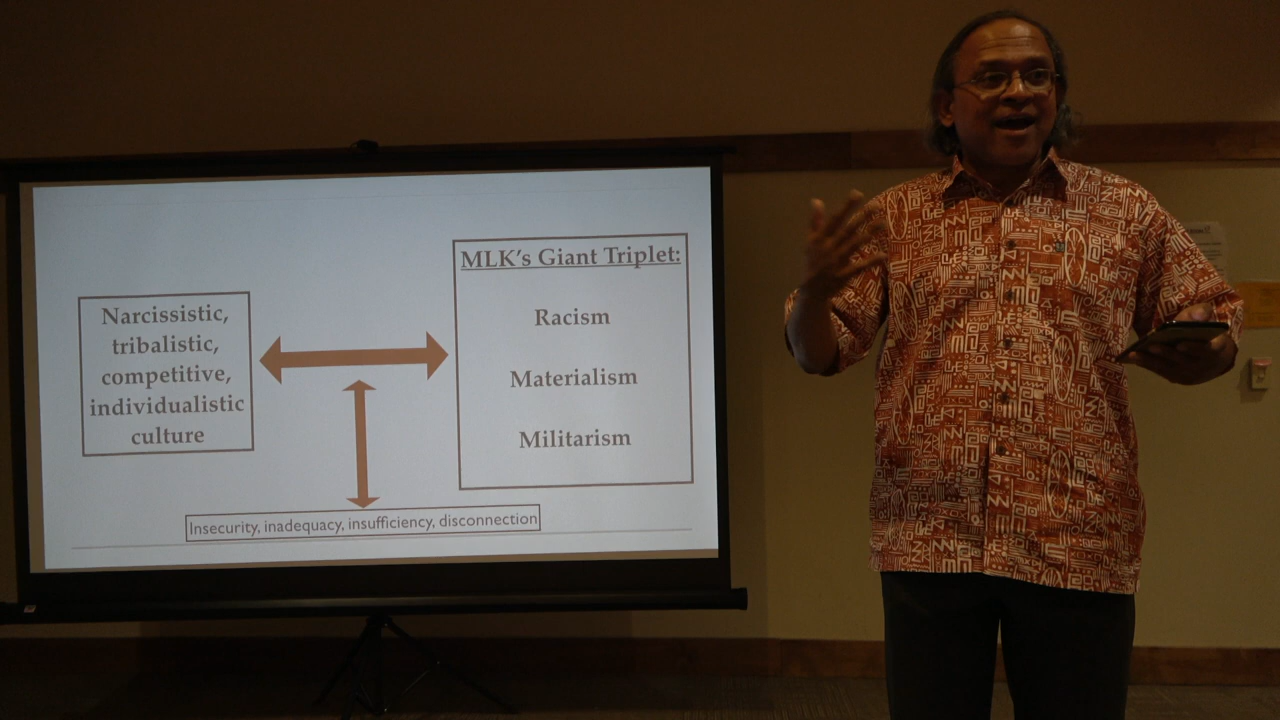 Narcissistic,
tribalistic,
competitive,
individualistic
culture
MLK's Giant Triplet:
Racism
Materialism
Militarism
Insecurity, inadequacy, insufficiency, disconnection